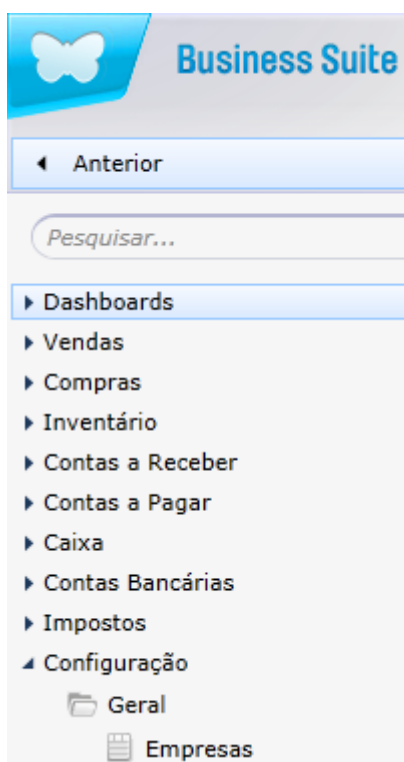 Business Suite
Anterior
Pesquisar...
Dashboards
Vendas
Compras
Inventário
Contas a Receber
Contas a Pagar
Caixa
Contas Bancárias
Impostos
Configuração
Geral
Empresas